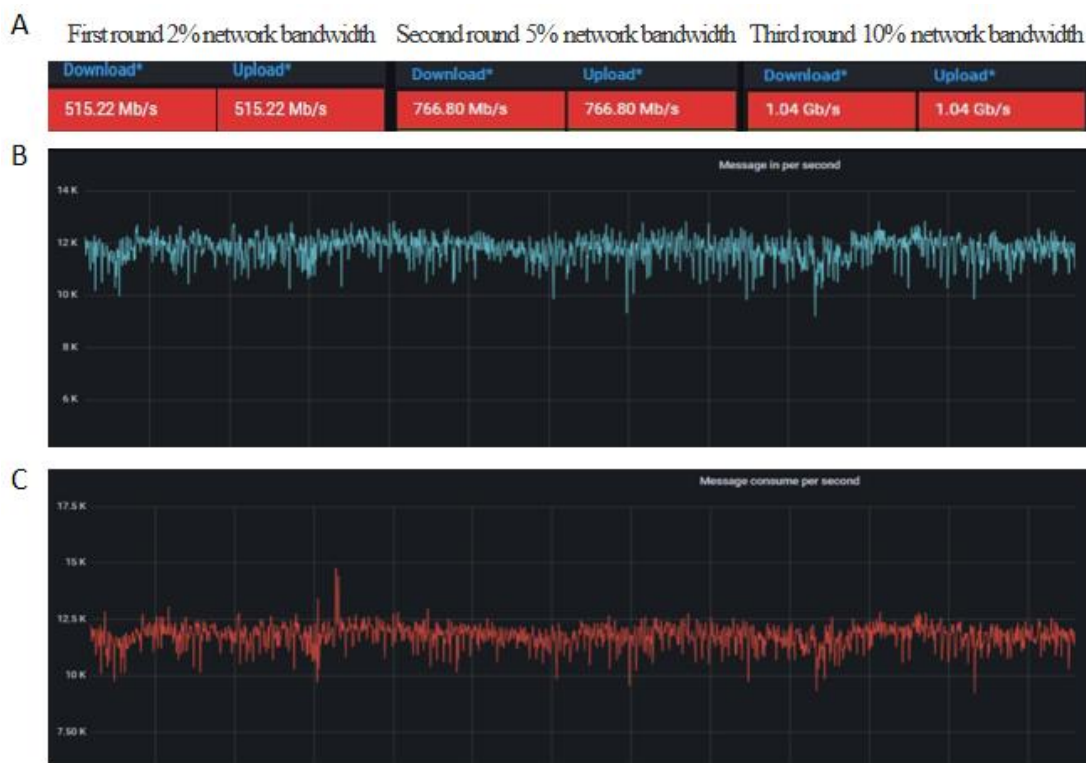 A
First round 2% network bandwidth Second round 5% network bandwidth Third round 10% network bandwidth
Download* Upload* Download* Upload* Download* Upload*
515.22 Mb/s 515.22 Mb/s 766.80 Mb/s 766.80 Mb/s 1.04 Gb/s 1.04 Gb/s
B
Message in per second
14 K
12 K
10 K
8 K
6 K
C
Message consume per second
17.5 K
15 K
12.5 K
10 K
7.50 K